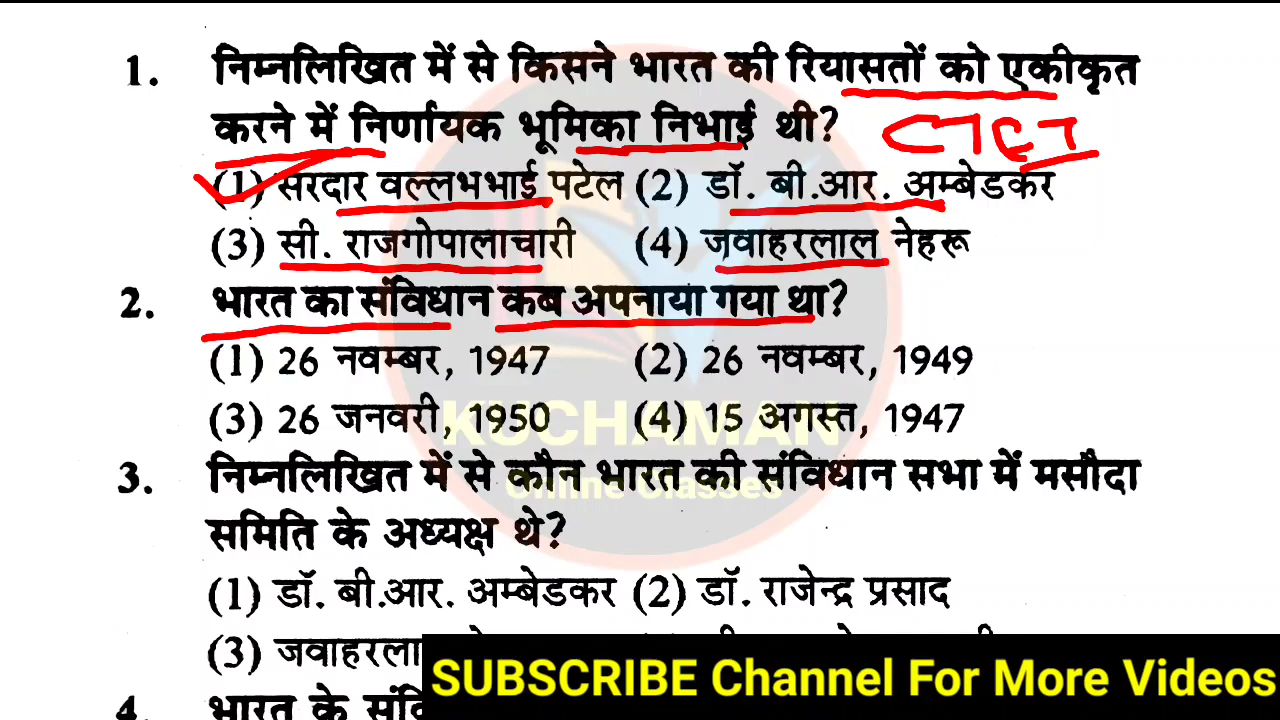 1. निम्नलिखित में से किसने भारत की रियासतों को एकीकृत
करने में निर्णायक भूमिका निभाई थी?
(1) सरदार वल्लभभाई पटेल (2) डॉ. बी.आर. अम्बेडकर
(3) सी. राजगोपालाचारी (4) जवाहरलाल नेहरू
2. भारत का संविधान कब अपनाया गया था?
(1) 26 नवम्बर, 1947 (2) 26 नवम्बर, 1949
(3) 26 जनवरी, 1950 (4) 15 अगस्त, 1947
KUCHAMAN
3. निम्नलिखित में से कौन भारत की संविधान सभा में मसौदा
Online Classes
समिति के अध्यक्ष थे?
(1) डॉ. बी.आर. अम्बेडकर (2) डॉ. राजेन्द्र प्रसाद
(3)
SUBSCRIBE Channel For More Videos
4. भारत के